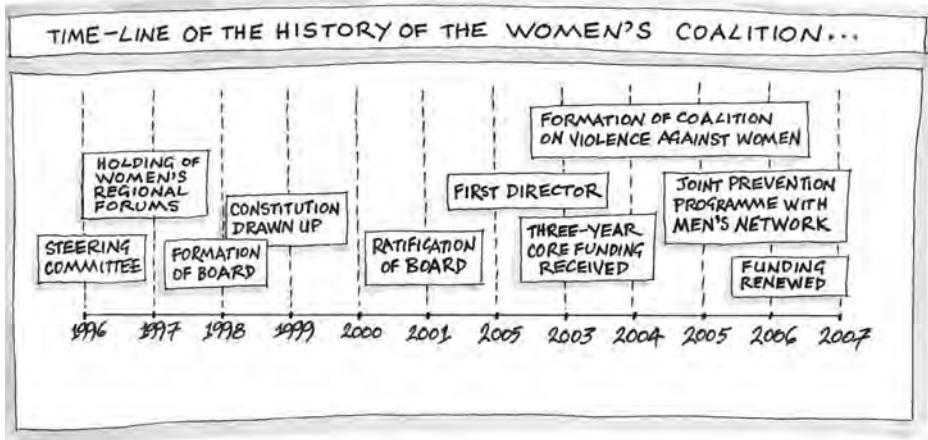 TIME-LINE OF THE HISTORY OF THE WOMEN'S COALITION...
FORMATION OF COALITION
ON VIOLENCE AGAINST WOMEN
HOLDING OF
WOMEN'S
REGIONAL
FORUMS
FIRST DIRECTOR
JOINT PREVENTION
PROGRAMME WITH
MEN'S NETWORK
CONSTITUTION
DRAWN UP
THREE-YEAR
CORE FUNDING
RECEIVED
STEERING
COMMITTEE
FORMATION
OF BOARD
RATIFICATION
OF BOARD
FUNDING
RENEWED
1996 1997 1998 1999 2000 2001 2005 2003 2004 2005 2006 2007